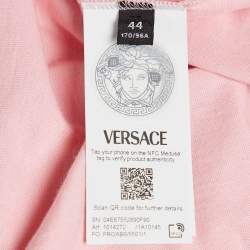 44
170/96A
VERSACE
Tap your phone on the NFC Medusa
tag to verify product authenticity.
Scan QR code for further details.